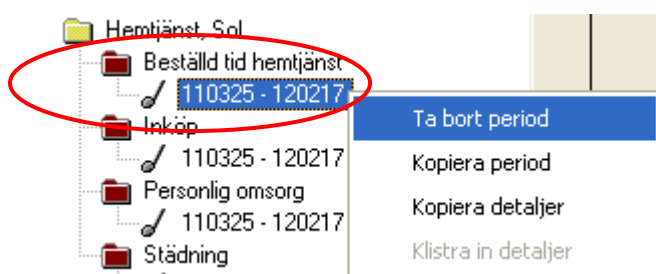 Hemtjänst, Sol
Beställd tid hemtjänst
110325 - 120217
Inköp
110325 - 120217
Personlig omsorg
110325 - 120217
Städning
Ta bort period
Kopiera period
Kopiera detaljer
Klistra in detaljer